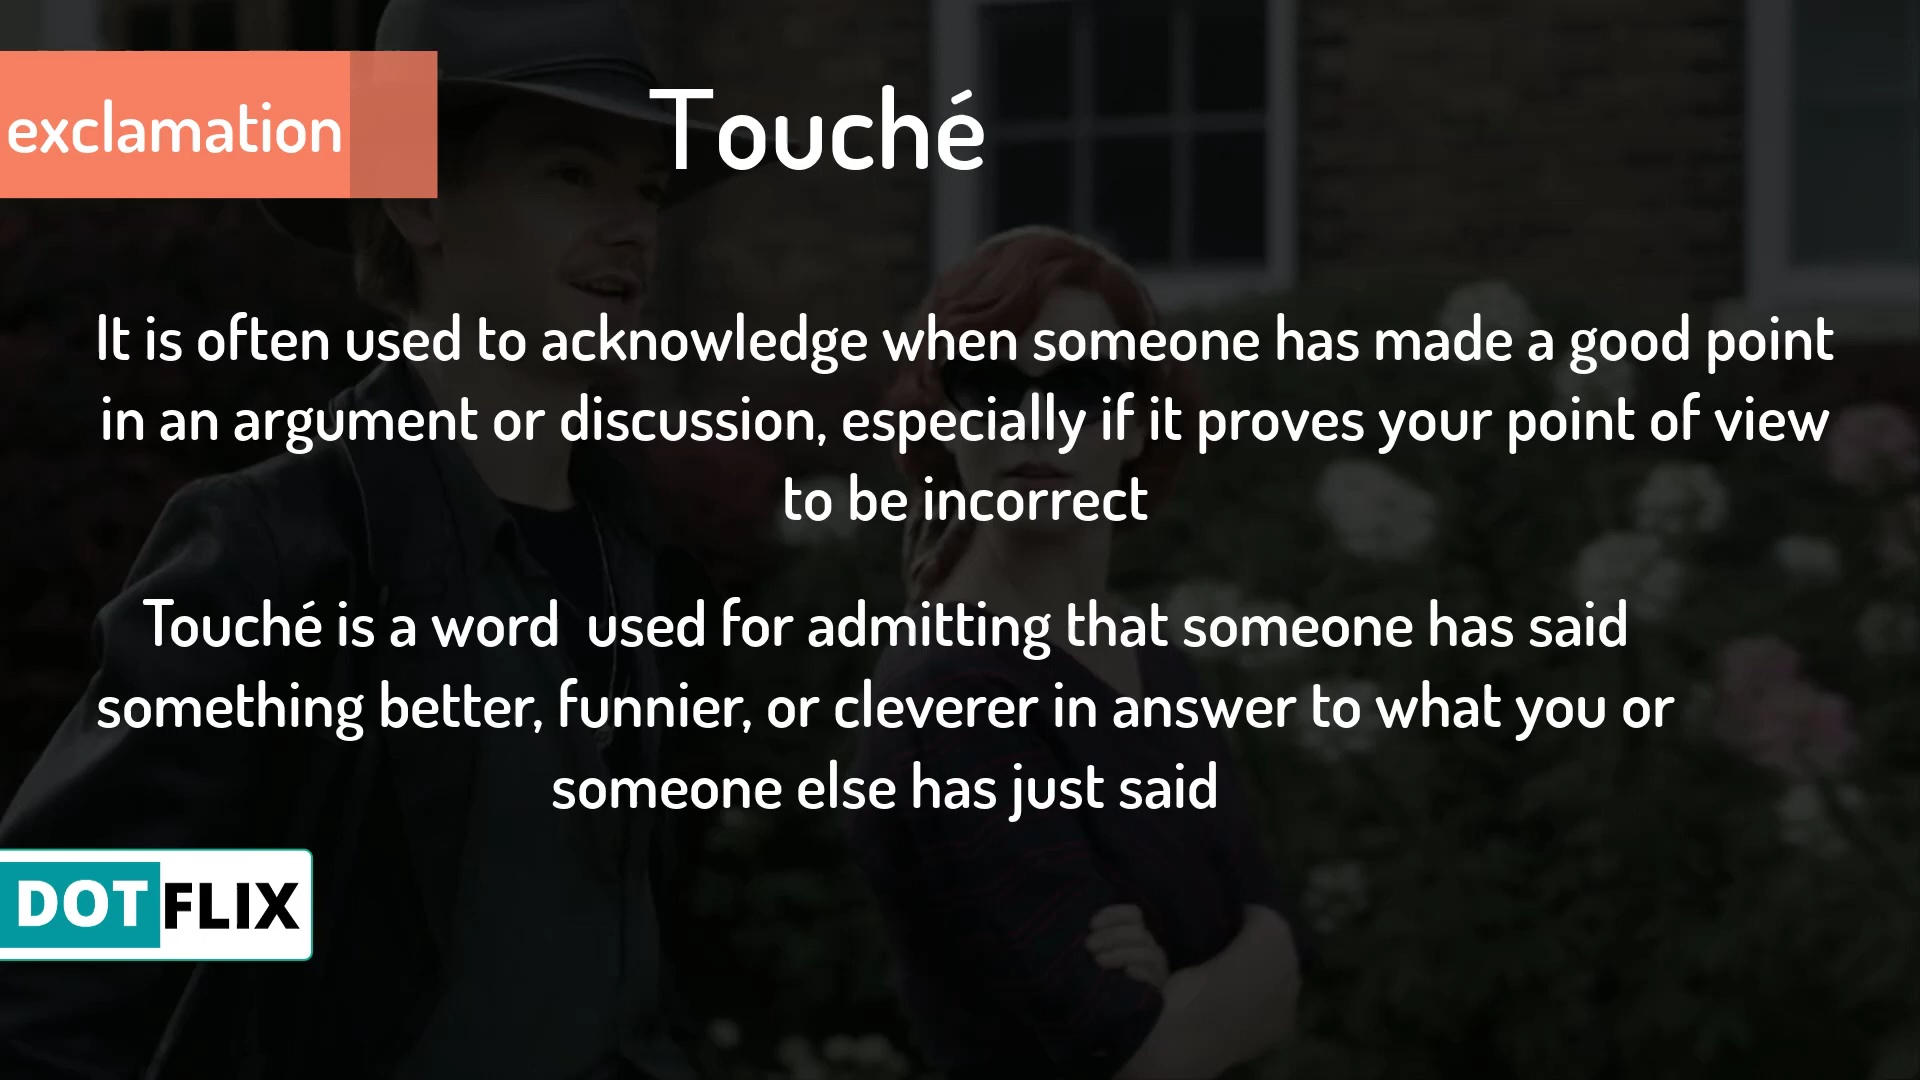 exclamation
Touché
It is often used to acknowledge when someone has made a good point
in an argument or discussion, especially if it proves your point of view
to be incorrect
Touché is a word  used for admitting that someone has said
something better, funnier, or cleverer in answer to what you or
someone else has just said
DOTFLIX